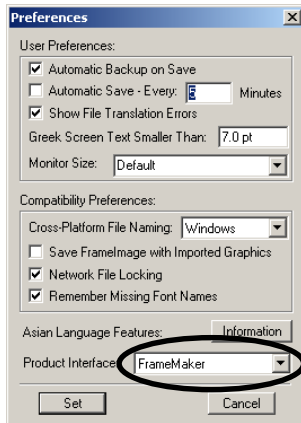 Preferences
User Preferences:
Automatic Backup on Save
Automatic Save - Every: 5 Minutes
Show File Translation Errors
Greek Screen Text Smaller Than: 7.0 pt
Monitor Size: Default
Compatibility Preferences:
Cross-Platform File Naming: Windows
Save FrameImage with Imported Graphics
Network File Locking
Remember Missing Font Names
Asian Language Features: Information
Product Interface FrameMaker
Set Cancel